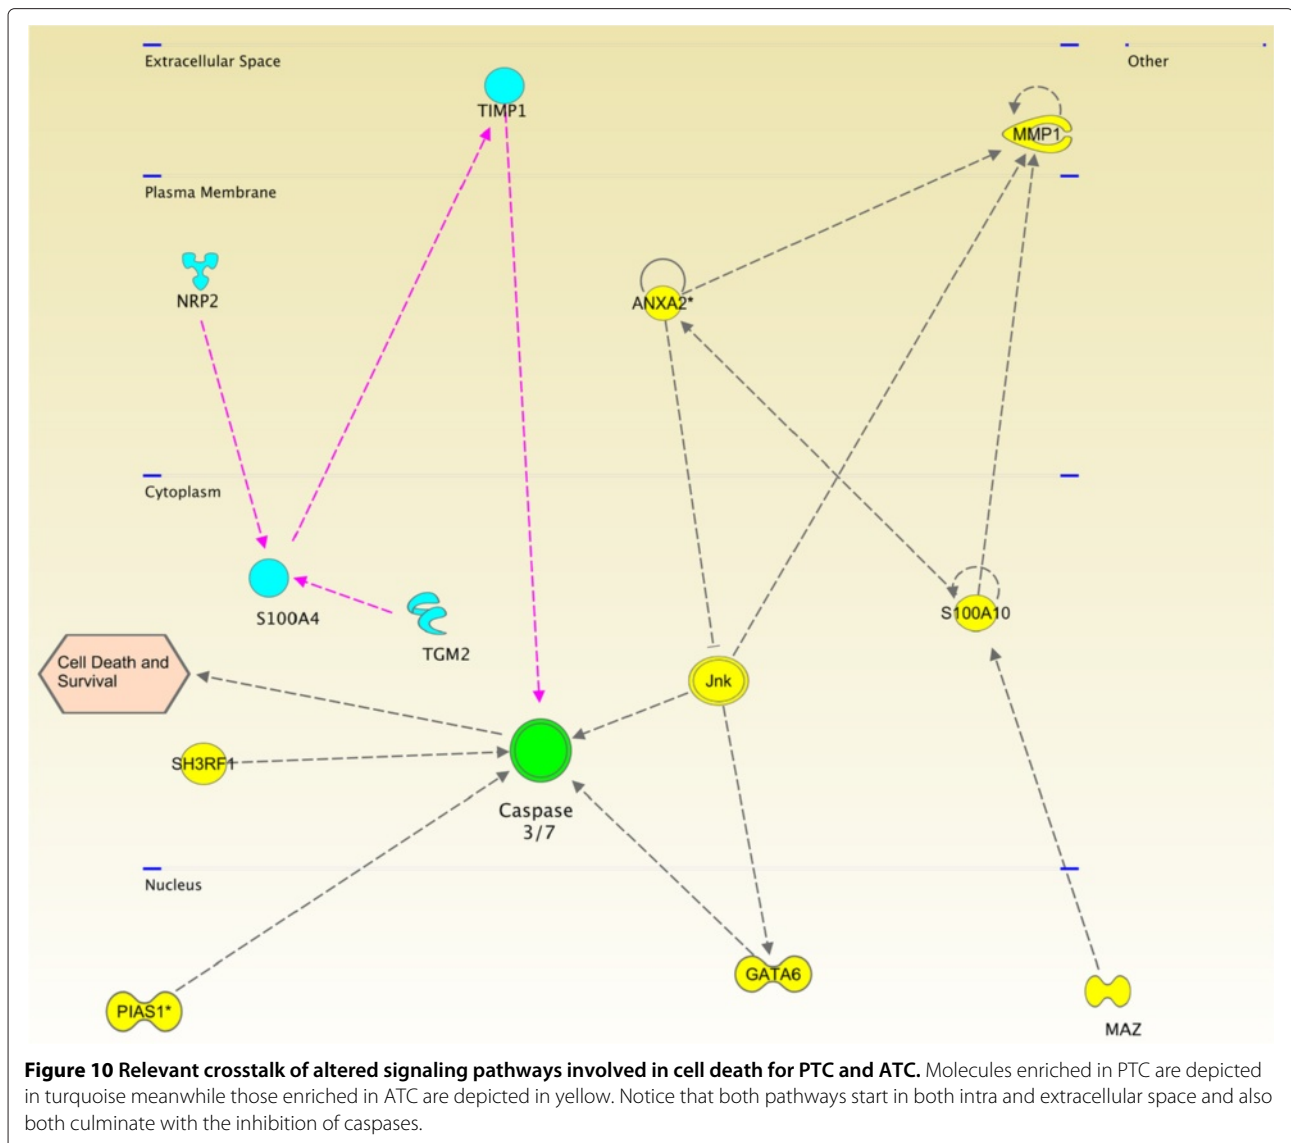 Extracellular Space
Other
TIMP1
MMP1
Plasma Membrane
NRP2
ANXA2*
Cytoplasm
S100A4
S100A10
TGM2
Cell Death and
Survival
Jnk
SH3RF1
Caspase
3/7
Nucleus
GATA6
PIAS1*
MAZ
Figure 10 Relevant crosstalk of altered signaling pathways involved in cell death for PTC and ATC. Molecules enriched in PTC are depicted
in turquoise meanwhile those enriched in ATC are depicted in yellow. Notice that both pathways start in both intra and extracellular space and also
both culminate with the inhibition of caspases.